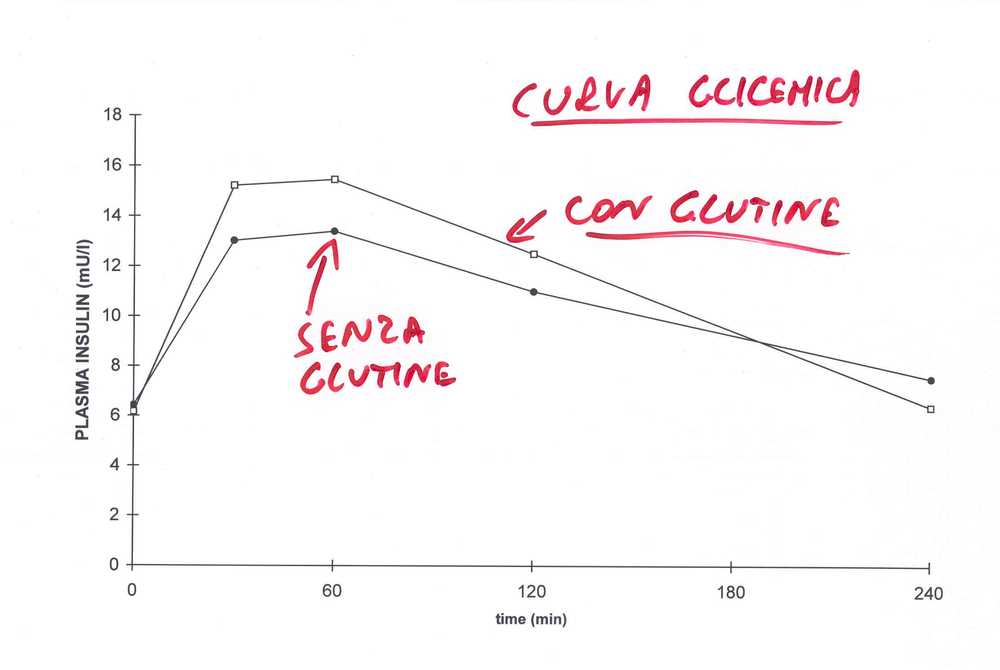 CURVA GLICEMICA
18
16
CON GLUTINE
14
12
SENZA
10
GLUTINE
8
6
4
2
0
PLASMA INSULIN (mU/l)
0 60 120 180 240
time (min)